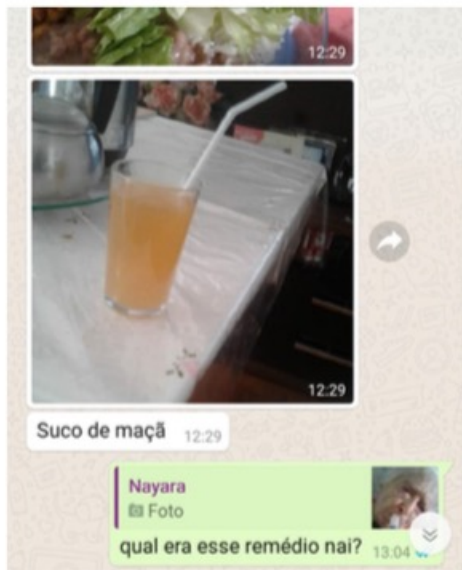 12:29
12:29
Suco de maçã 12:29
Nayara
Foto
qual era esse remédio nai? 13:04